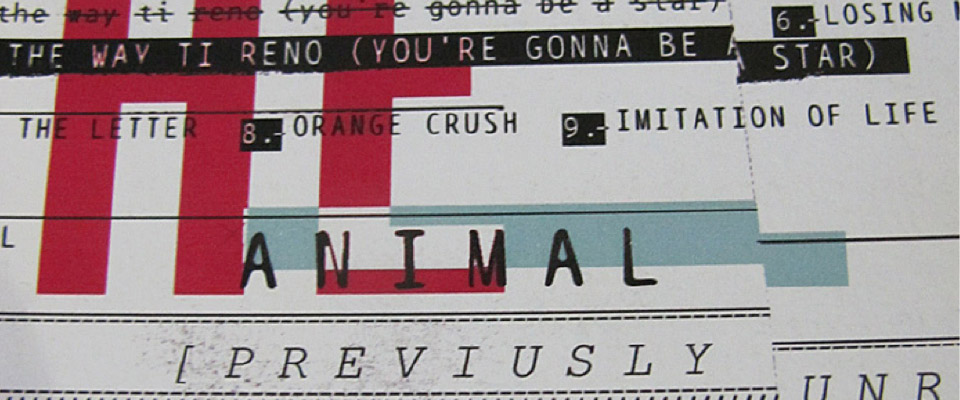 the way ti reno (you're gonna be a star)
6.-LOSING
THE WAY TI RENO (YOU'RE GONNA BE A STAR)
THE LETTER 8.-ORANGE CRUSH 9.-IMITATION OF LIFE
L
ANIMAL
[PREVIOUSLY
UNR